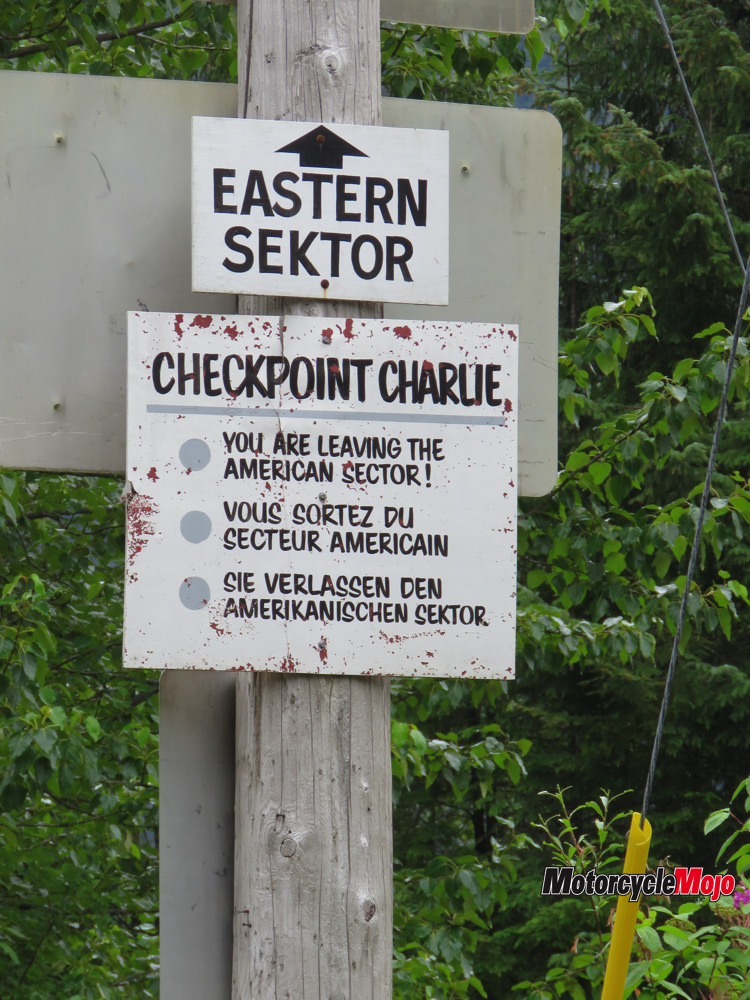 EASTERN
SEKTOR
CHECKPOINT CHARLIE
YOU ARE LEAVING THE
AMERICAN SECTOR!
VOUS SORTEZ DU
SECTEUR AMERICAIN
SIE VERLASSEN DEN
AMERIKANISCHEN SEKTOR.
MotorcycleMojo